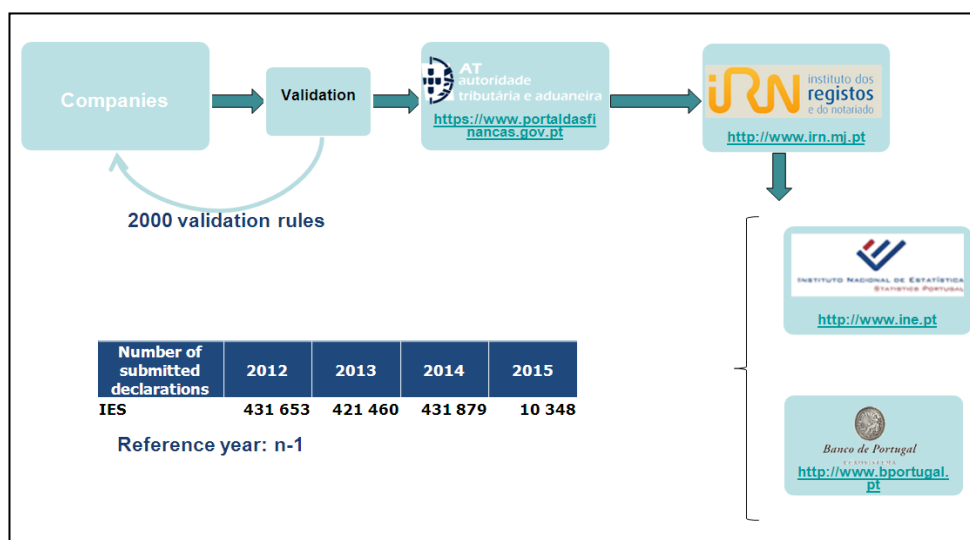 Companies
Validation
AT
autoridade
tributária e aduaneira
https://www.portaldasfi
nancas.gov.pt
iRN
instituto dos
registos
e do notariado
http://www.irn.mj.pt
2000 validation rules
INSTITUTO NACIONAL DE ESTATÍSTICA
STATISTICS PORTUGAL
http://www.ine.pt
Number of
submitted
declarations
2012 2013 2014 2015
IES 431 653 421 460 431 879 10 348
Reference year: n-1
Banco de Portugal
http://www.bportugal.
pt